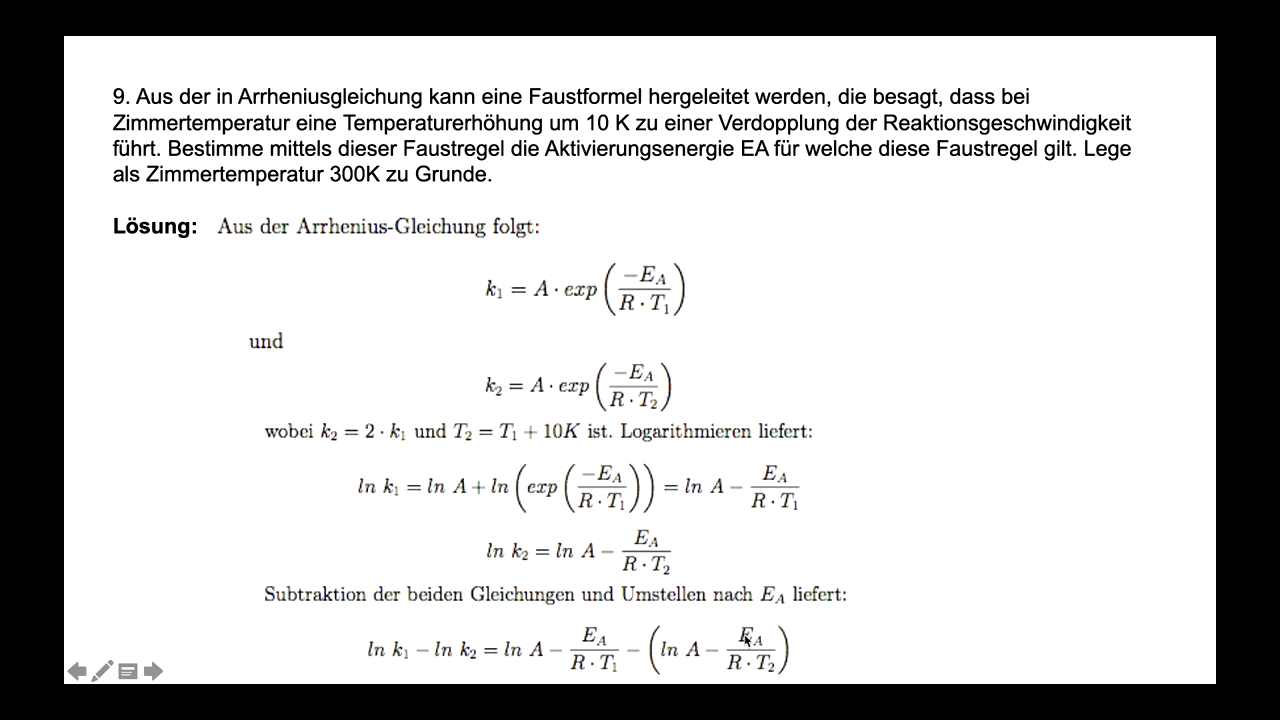 9. Aus der in Arrheniusgleichung kann eine Faustformel hergeleitet werden, die besagt, dass bei
Zimmertemperatur eine Temperaturerhöhung um 10 K zu einer Verdopplung der Reaktionsgeschwindigkeit
führt. Bestimme mittels dieser Faustregel die Aktivierungsenergie EA für welche diese Faustregel gilt. Lege
als Zimmertemperatur 300K zu Grunde.
Lösung: Aus der Arrhenius-Gleichung folgt:
k₁ = A · exp(−E_A / (R · T₁))
und
k₂ = A · exp(−E_A / (R · T₂))
wobei k₂ = 2 · k₁ und T₂ = T₁ + 10K ist. Logarithmieren liefert:
ln k₁ = ln A + ln(exp(−E_A / (R · T₁))) = ln A − E_A / (R · T₁)
ln k₂ = ln A − E_A / (R · T₂)
Subtraktion der beiden Gleichungen und Umstellen nach E_A liefert:
ln k₁ − ln k₂ = ln A − E_A / (R · T₁) − (ln A − E_A / (R · T₂))